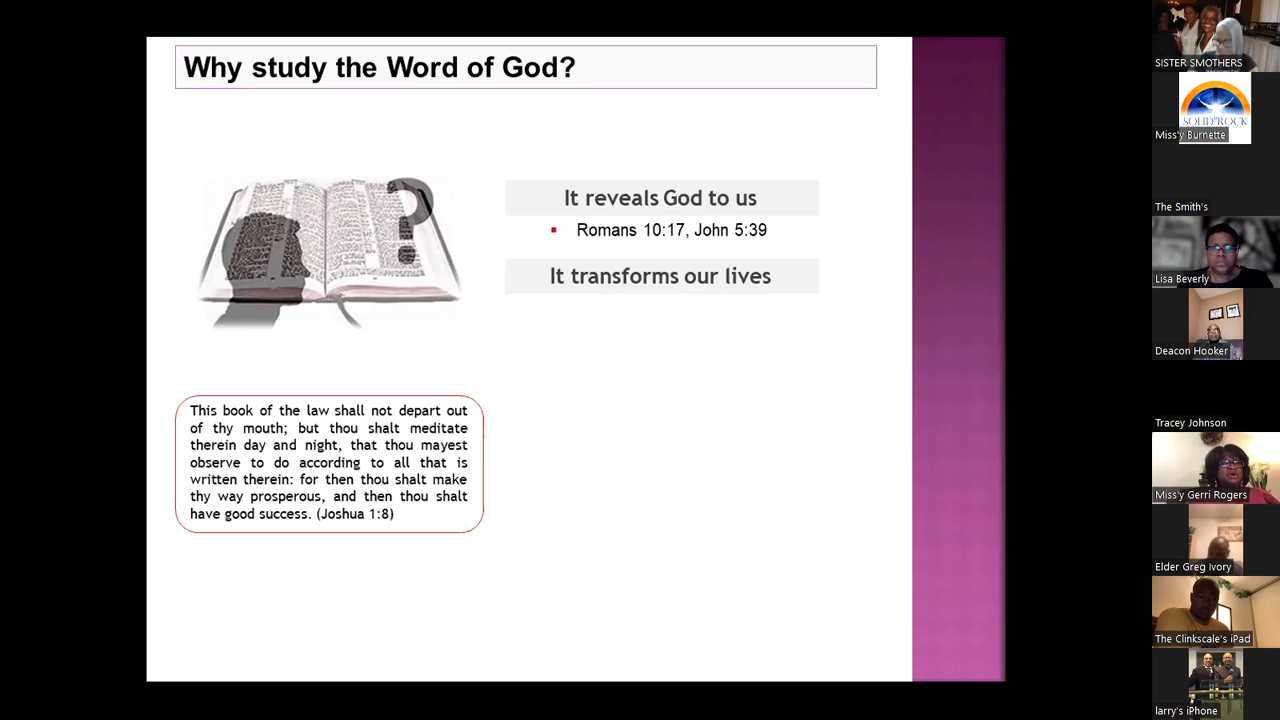 Why study the Word of God?
It reveals God to us
▪ Romans 10:17, John 5:39
It transforms our lives
This book of the law shall not depart out
of thy mouth; but thou shalt meditate
therein day and night, that thou mayest
observe to do according to all that is
written therein: for then thou shalt make
thy way prosperous, and then thou shalt
have good success. (Joshua 1:8)
SISTER SMOTHERS
SOLID ROCK
Miss'y Burnette
The Smith's
Lisa Beverly
Deacon Hooker
Tracey Johnson
Miss'y Gerri Rogers
Elder Greg Ivory
The Clinkscale's iPad
larry's iPhone